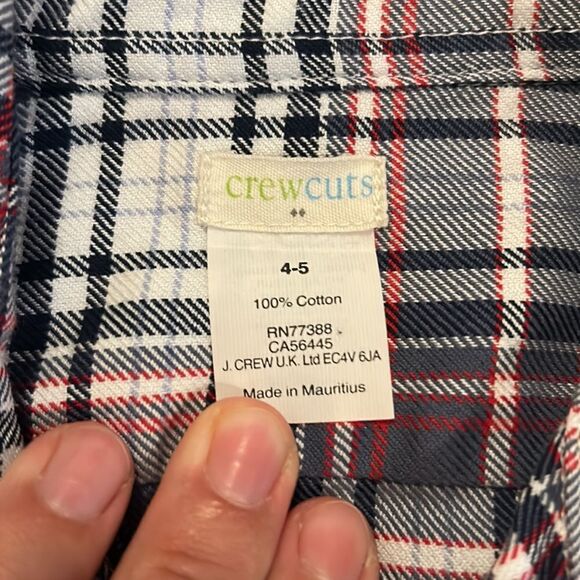 crewcuts
4-5
100% Cotton
RN77388
CA56445
J. CREW U.K. Ltd EC4V 6JA
Made in Mauritius